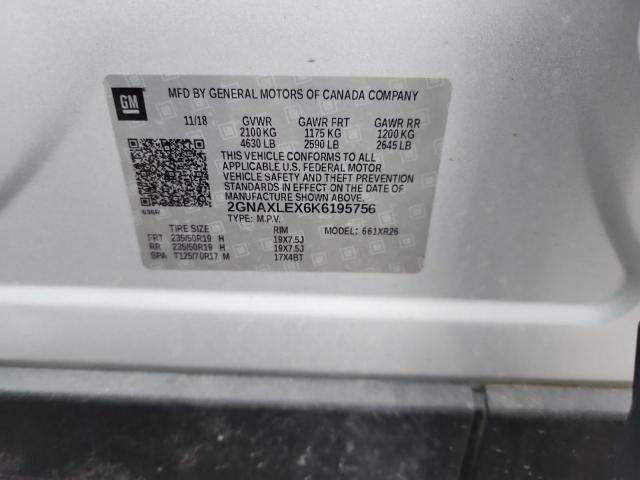 GM
MFD BY GENERAL MOTORS OF CANADA COMPANY
11/18 GVWR GAWR FRT GAWR RR
2100 KG 1175 KG 1200 KG
4630 LB 2590 LB 2645 LB
THIS VEHICLE CONFORMS TO ALL
APPLICABLE U.S. FEDERAL MOTOR
VEHICLE SAFETY AND THEFT PREVENTION
STANDARDS IN EFFECT ON THE DATE OF
MANUFACTURE SHOWN ABOVE.
2GNAXLEX6K6195756
TYPE: M.P.V.
636R
TIRE SIZE RIM MODEL: 661XR26
FRT 235/50R19 H 19X7.5J
RR 235/50R19 H 19X7.5J
SPA T125/70R17 M 17X4BT